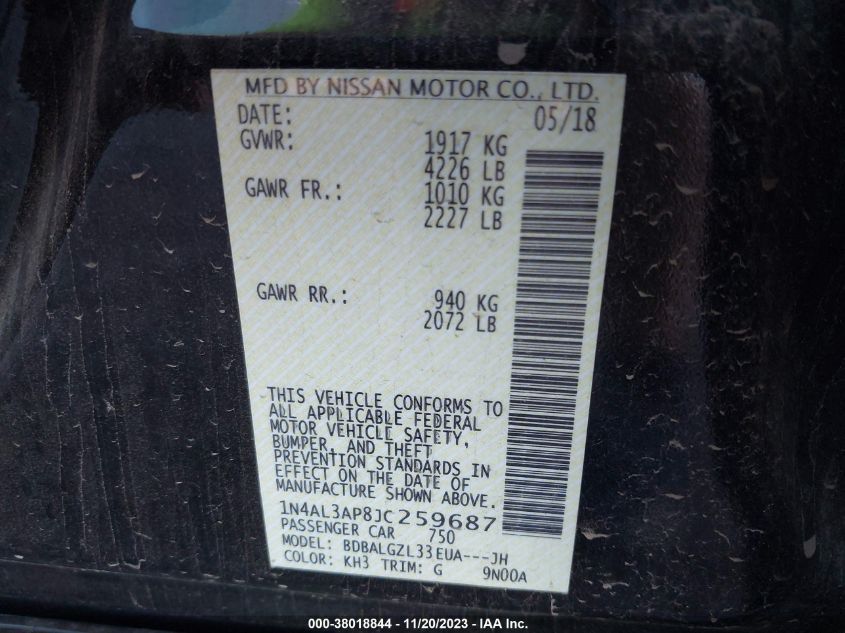 MFD BY NISSAN MOTOR CO., LTD.
DATE: 05/18
GVWR: 1917 KG
4226 LB
GAWR FR.: 1010 KG
2227 LB
GAWR RR.: 940 KG
2072 LB
THIS VEHICLE CONFORMS TO
ALL APPLICABLE FEDERAL
MOTOR VEHICLE SAFETY,
BUMPER, AND THEFT
PREVENTION STANDARDS IN
EFFECT ON THE DATE OF
MANUFACTURE SHOWN ABOVE.
1N4AL3AP8JC259687
PASSENGER CAR 750
MODEL: BDBALGZL33EUA---JH
COLOR: KH3 TRIM: G 9N00A
000-38018844 - 11/20/2023 - © IAA Inc.